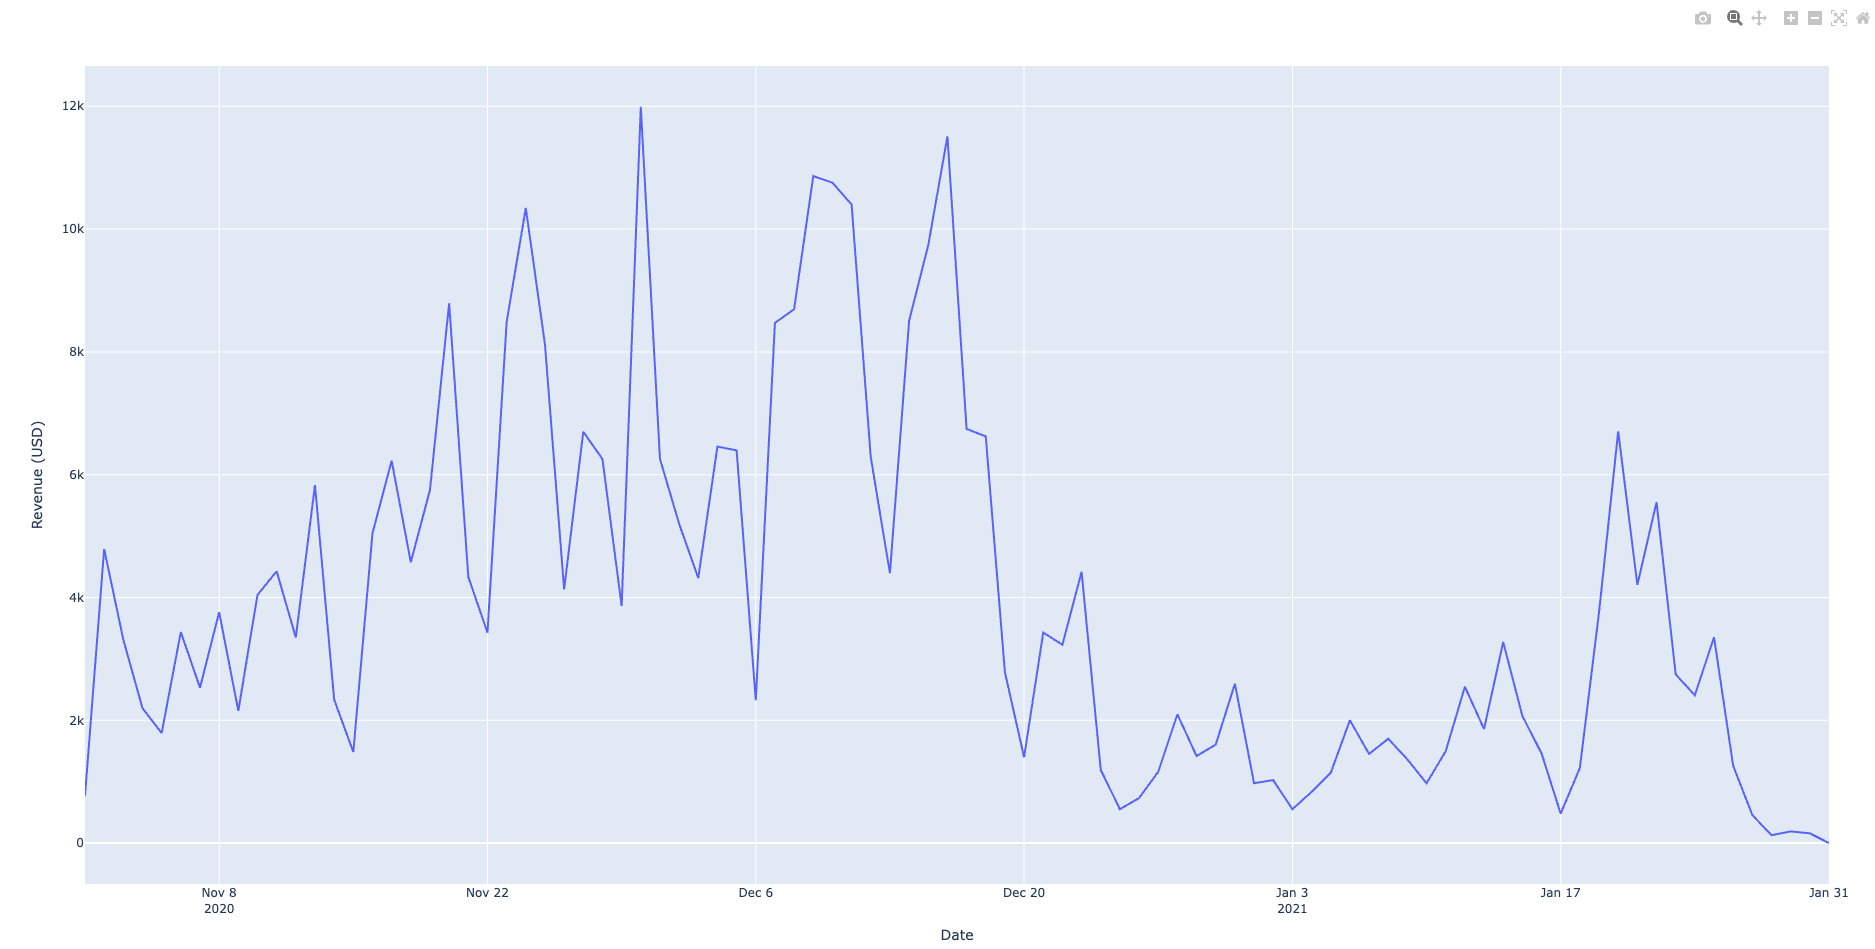 12k
10k
8k
6k
4k
2k
0
Revenue (USD)
Nov 8
2020
Nov 22
Dec 6
Dec 20
Jan 3
2021
Jan 17
Jan 31
Date